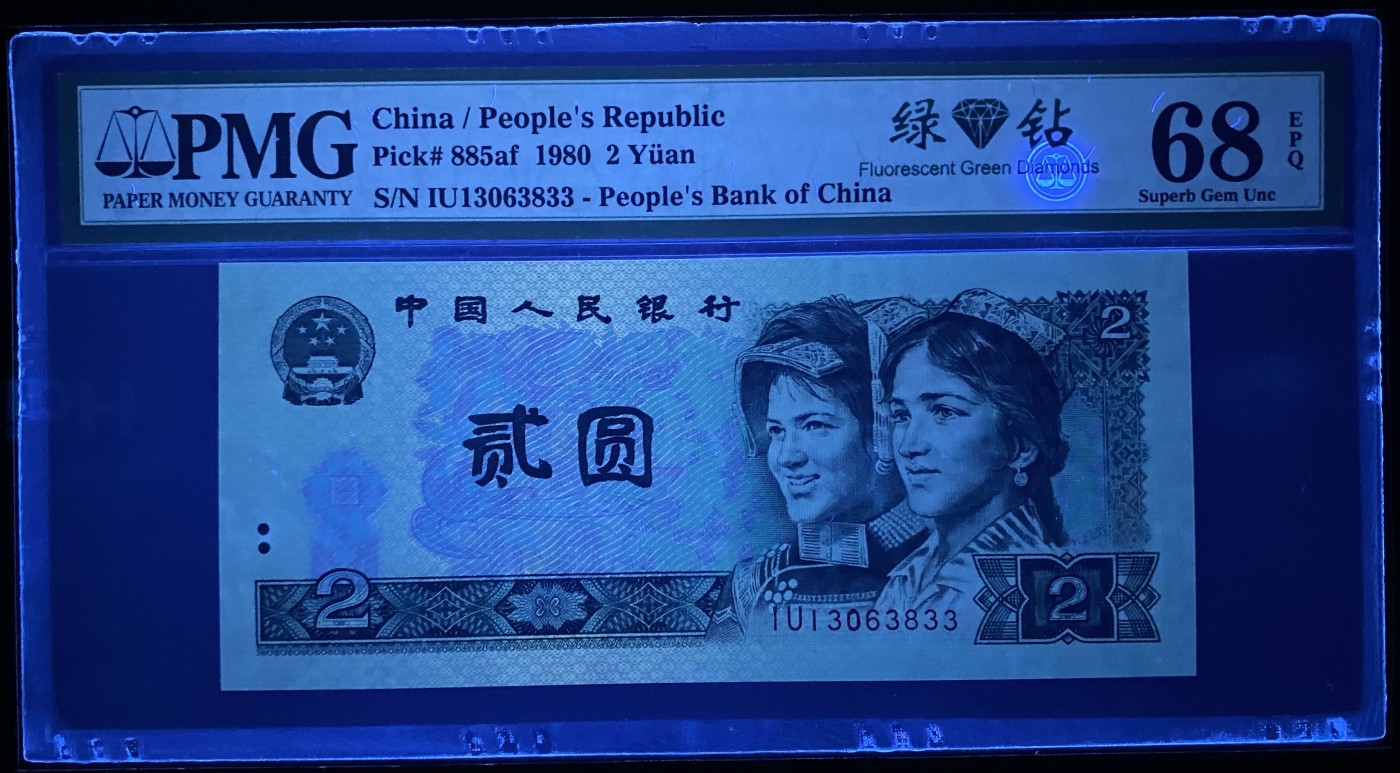 PMG
PAPER MONEY GUARANTY
China / People's Republic
Pick# 885af 1980 2 Yüan
S/N IU13063833 - People's Bank of China
绿 钻
Fluorescent Green Diamonds
68
EPQ
Superb Gem Unc
中国人民银行
2
贰圆
2
IU13063833
2